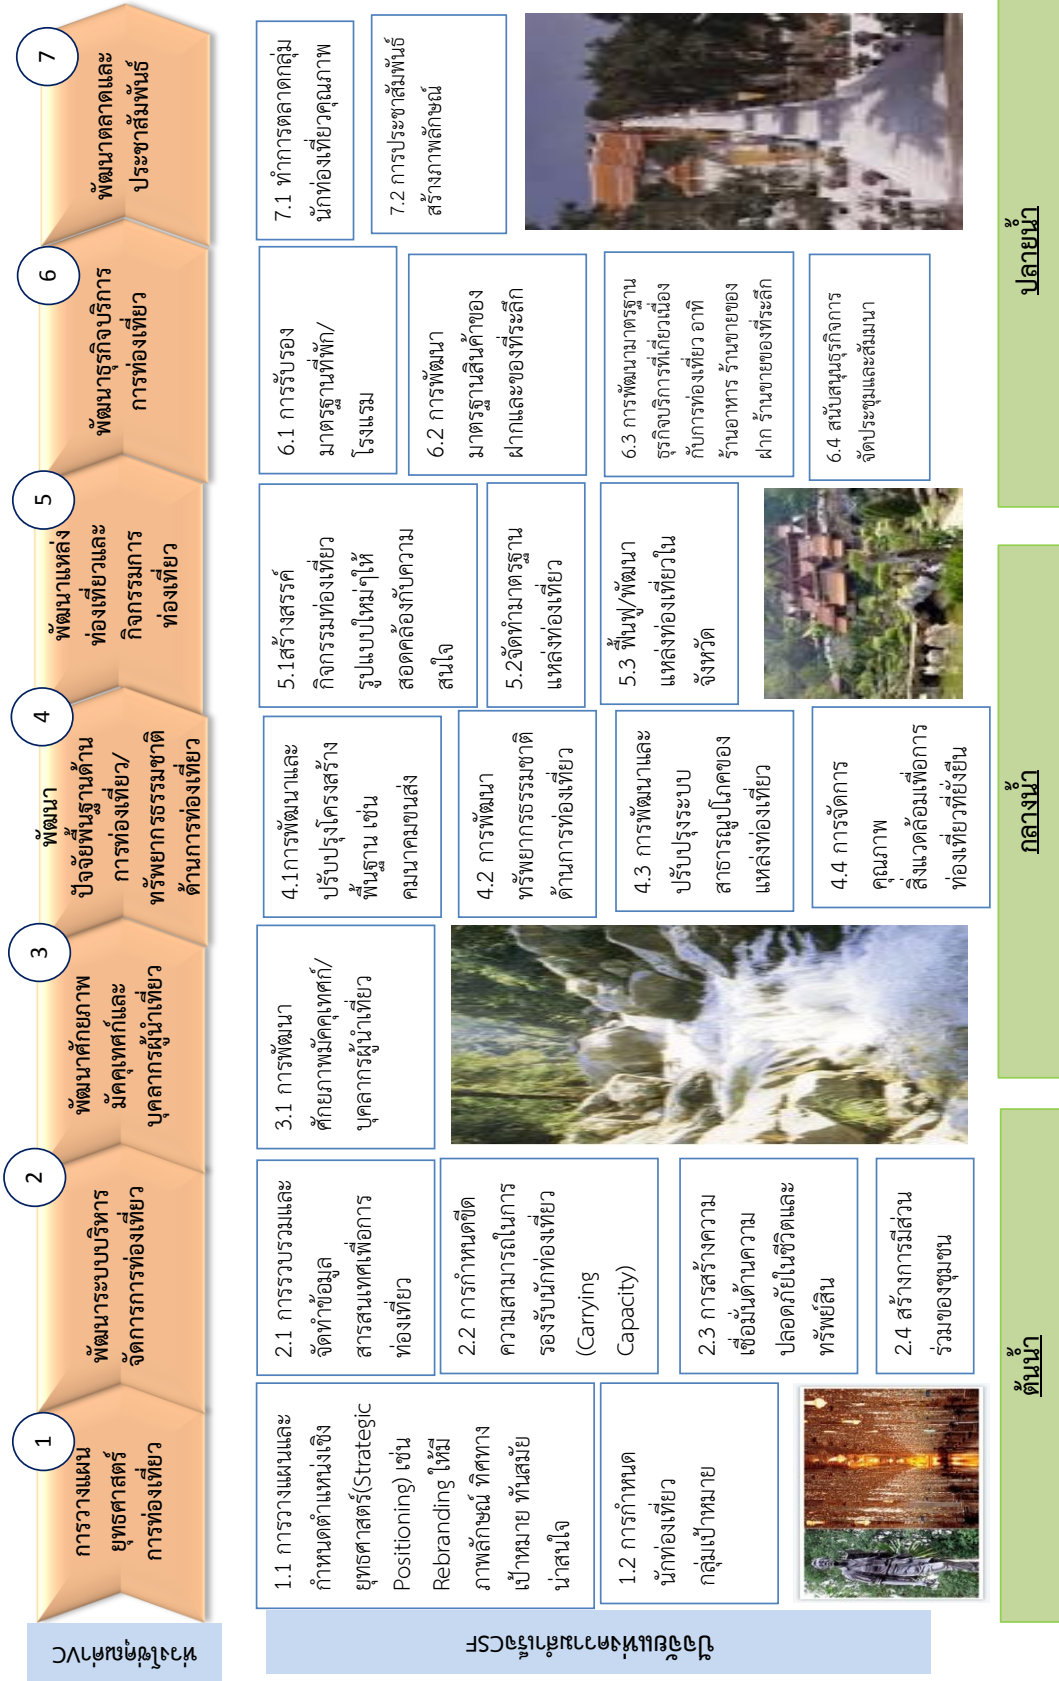 ห่วงโซ่คุณค่าVC
1
การวางแผน
ยุทธศาสตร์
การท่องเที่ยว
2
พัฒนาระบบบริหาร
จัดการการท่องเที่ยว
3
พัฒนาศักยภาพ
มัคคุเทศก์และ
บุคลากรผู้นำเที่ยว
4
พัฒนา
ปัจจัยพื้นฐานด้าน
การท่องเที่ยว/
ทรัพยากรธรรมชาติ
ด้านการท่องเที่ยว
5
พัฒนาแหล่ง
ท่องเที่ยวและ
กิจกรรมการ
ท่องเที่ยว
6
พัฒนาธุรกิจบริการ
การท่องเที่ยว
7
พัฒนาตลาดและ
ประชาสัมพันธ์
ปัจจัยแห่งความสำเร็จCSF
1.1 การวางแผนและ
กำหนดตำแหน่งเชิง
ยุทธศาสตร์(Strategic
Positioning) เช่น
Rebranding ให้มี
ภาพลักษณ์ ทิศทาง
เป้าหมาย ทันสมัย
น่าสนใจ
1.2 การกำหนด
นักท่องเที่ยว
กลุ่มเป้าหมาย
2.1 การรวบรวมและ
จัดทำข้อมูล
สารสนเทศเพื่อการ
ท่องเที่ยว
2.2 การกำหนดขีด
ความสามารถในการ
รองรับนักท่องเที่ยว
(Carrying
Capacity)
2.3 การสร้างความ
เชื่อมั่นด้านความ
ปลอดภัยในชีวิตและ
ทรัพย์สิน
2.4 สร้างการมีส่วน
ร่วมของชุมชน
3.1 การพัฒนา
ศักยภาพมัคคุเทศก์/
บุคลากรผู้นำเที่ยว
4.1การพัฒนาและ
ปรับปรุงโครงสร้าง
พื้นฐาน เช่น
คมนาคมขนส่ง
4.2 การพัฒนา
ทรัพยากรธรรมชาติ
ด้านการท่องเที่ยว
4.3 การพัฒนาและ
ปรับปรุงระบบ
สาธารณูปโภคของ
แหล่งท่องเที่ยว
4.4 การจัดการ
คุณภาพ
สิ่งแวดล้อมเพื่อการ
ท่องเที่ยวที่ยั่งยืน
5.1สร้างสรรค์
กิจกรรมท่องเที่ยว
รูปแบบใหม่ๆให้
สอดคล้องกับความ
สนใจ
5.2จัดทำมาตรฐาน
แหล่งท่องเที่ยว
5.3 ฟื้นฟู/พัฒนา
แหล่งท่องเที่ยวใน
จังหวัด
6.1 การรับรอง
มาตรฐานที่พัก/
โรงแรม
6.2 การพัฒนา
มาตรฐานสินค้าของ
ฝากและของที่ระลึก
6.3 การพัฒนามาตรฐาน
ธุรกิจบริการที่เกี่ยวเนื่อง
กับการท่องเที่ยว อาทิ
ร้านอาหาร ร้านขายของ
ฝาก ร้านขายของที่ระลึก
6.4 สนับสนุนธุรกิจการ
จัดประชุมและสัมมนา
7.1 ทำการตลาดกลุ่ม
นักท่องเที่ยวคุณภาพ
7.2 การประชาสัมพันธ์
สร้างภาพลักษณ์
ต้นน้ำ
กลางน้ำ
ปลายน้ำ